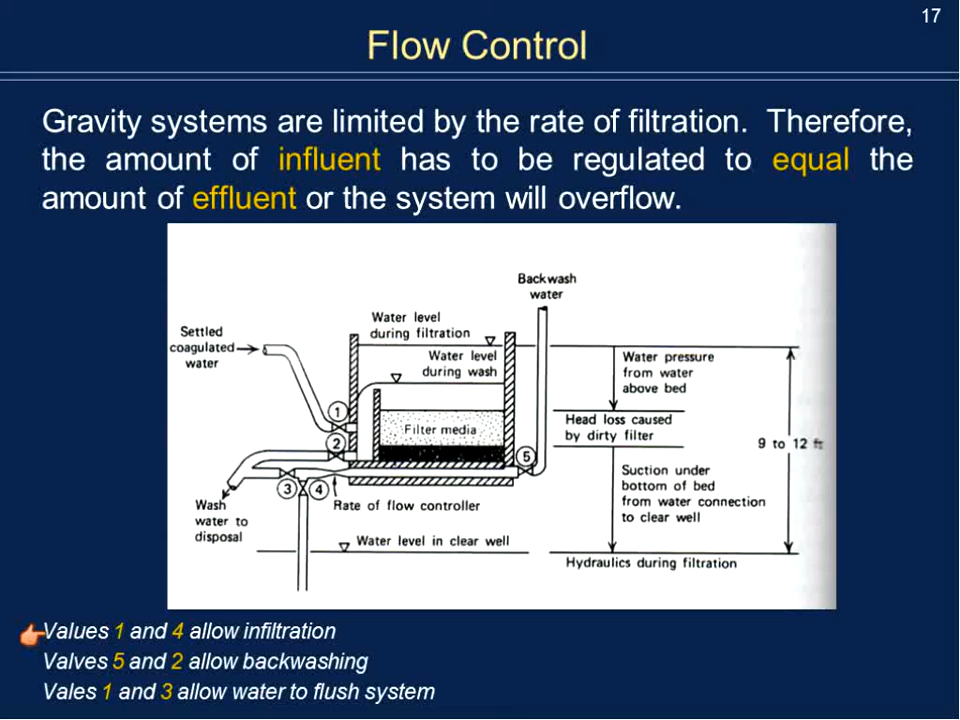 17
Flow Control
Gravity systems are limited by the rate of filtration. Therefore,
the amount of influent has to be regulated to equal the
amount of effluent or the system will overflow.
Backwash
water
Water level
during filtration
Settled
coagulated
water
Water level
during wash
Water pressure
from water
above bed
1
Filter media
Head loss caused
by dirty filter
2
9 to 12 ft
5
Suction under
bottom of bed
from water connection
to clear well
3
4
Rate of flow controller
Wash
water to
disposal
Water level in clear well
Hydraulics during filtration
Values 1 and 4 allow infiltration
Valves 5 and 2 allow backwashing
Vales 1 and 3 allow water to flush system